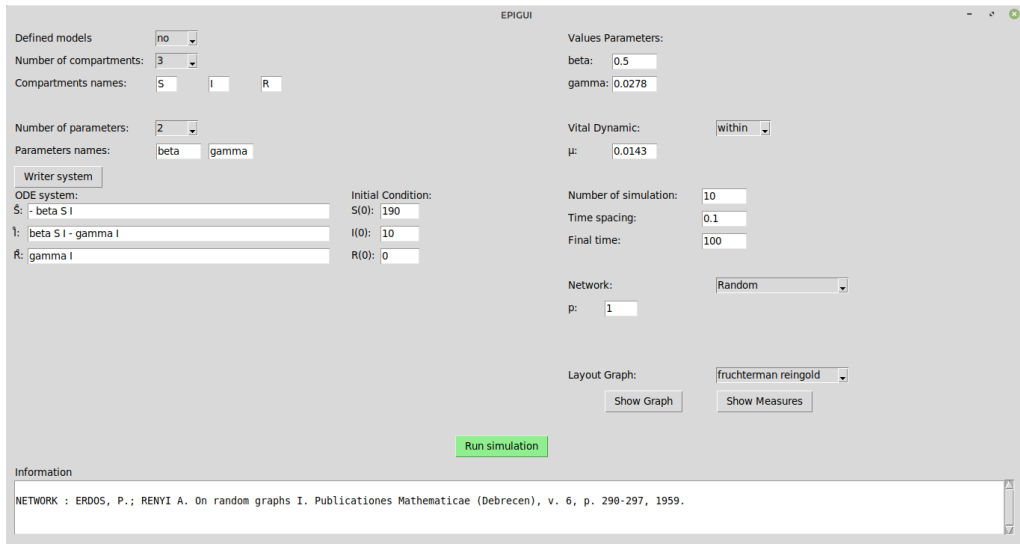 EPIGUI
Defined models no
Number of compartments: 3
Compartments names: S I R
Number of parameters: 2
Parameters names: beta gamma
Writer system
ODE system: Initial Condition:
Ṡ: - beta S I S(0): 190
İ: beta S I - gamma I I(0): 10
Ṙ: gamma I R(0): 0
Values Parameters:
beta: 0.5
gamma: 0.0278
Vital Dynamic: within
μ: 0.0143
Number of simulation: 10
Time spacing: 0.1
Final time: 100
Network: Random
p: 1
Layout Graph: fruchterman reingold
Show Graph Show Measures
Run simulation
Information
NETWORK : ERDOS, P.; RENYI A. On random graphs I. Publicationes Mathematicae (Debrecen), v. 6, p. 290-297, 1959.